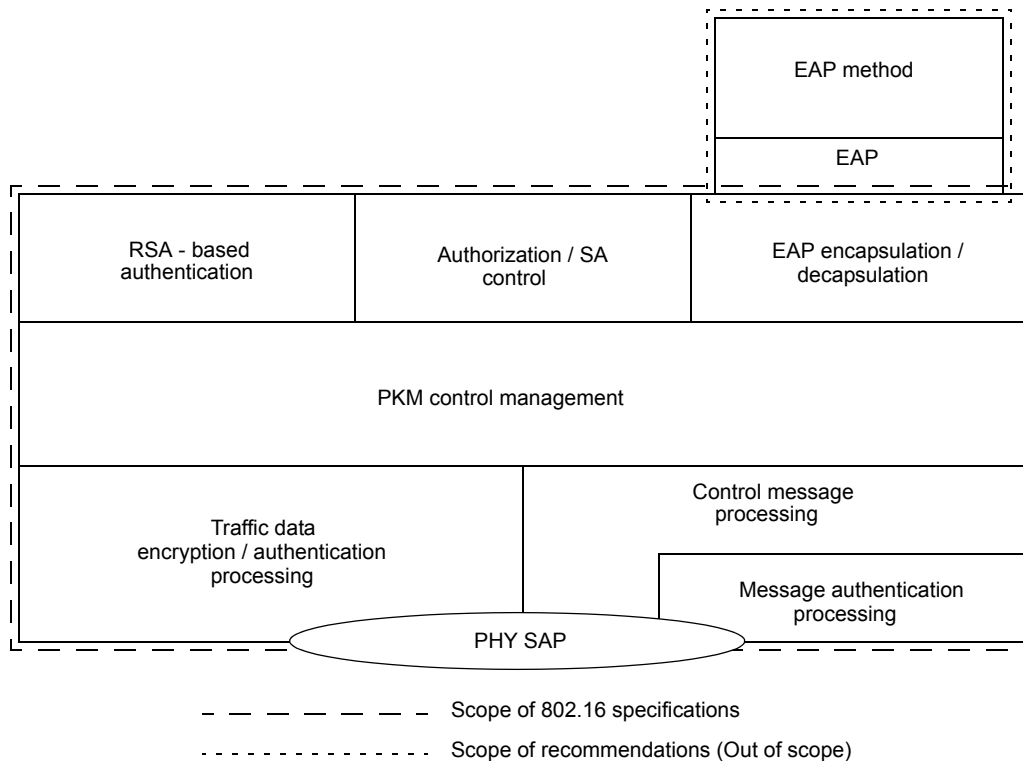 EAP method
EAP
RSA - based
authentication
Authorization / SA
control
EAP encapsulation /
decapsulation
PKM control management
Traffic data
encryption / authentication
processing
Control message
processing
Message authentication
processing
PHY SAP
Scope of 802.16 specifications
Scope of recommendations (Out of scope)